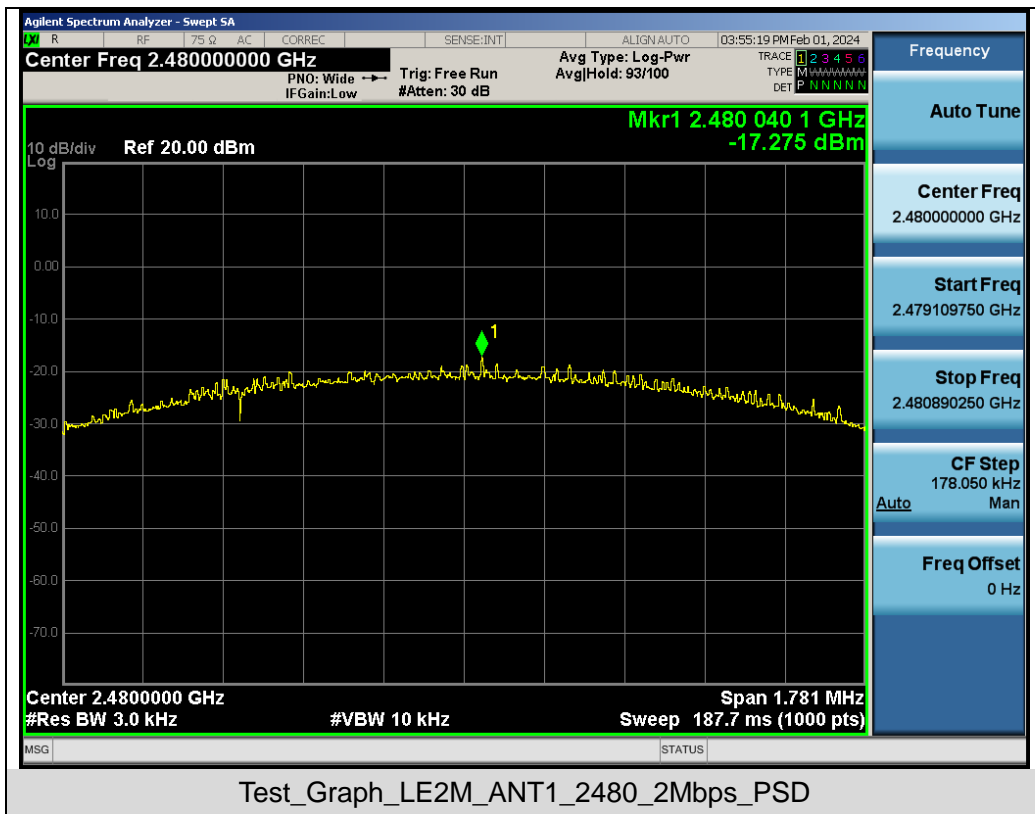 Agilent Spectrum Analyzer - Swept SA
LXI R RF 75 Ω AC CORREC SENSE:INT ALIGN AUTO 03:55:19 PM Feb 01, 2024
Center Freq 2.480000000 GHz
PNO: Wide
IFGain:Low
Trig: Free Run
#Atten: 30 dB
Avg Type: Log-Pwr
Avg|Hold: 93/100
TRACE 1 2 3 4 5 6
TYPE M
DET P N N N N N
Mkr1 2.480 040 1 GHz
-17.275 dBm
10 dB/div Ref 20.00 dBm
Log
10.0
0.00
-10.0
-20.0
-30.0
-40.0
-50.0
-60.0
-70.0
1
Center 2.4800000 GHz Span 1.781 MHz
#Res BW 3.0 kHz #VBW 10 kHz Sweep 187.7 ms (1000 pts)
MSG STATUS
Frequency
Auto Tune
Center Freq
2.480000000 GHz
Start Freq
2.479109750 GHz
Stop Freq
2.480890250 GHz
CF Step
178.050 kHz
Auto Man
Freq Offset
0 Hz
Test_Graph_LE2M_ANT1_2480_2Mbps_PSD